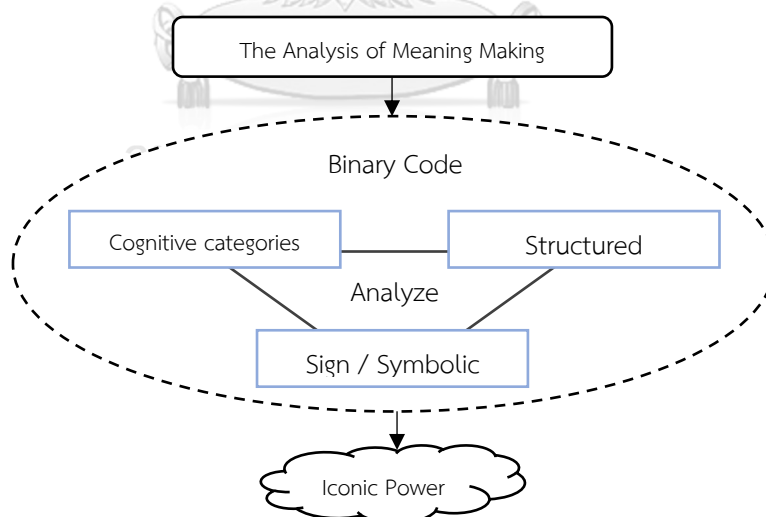 The Analysis of Meaning Making
Binary Code
Cognitive categories
Structured
Analyze
Sign / Symbolic
Iconic Power